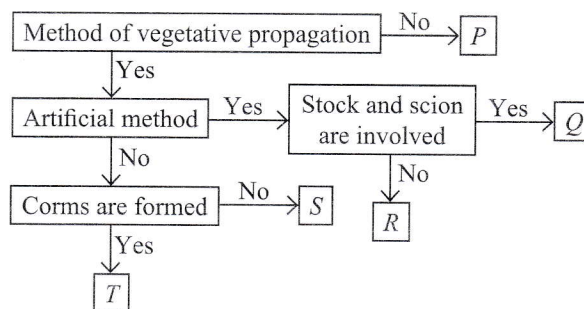 Method of vegetative propagation
No
P
Yes
Artificial method
Yes
Stock and scion
are involved
Yes
Q
No
No
Corms are formed
No
S
R
Yes
T